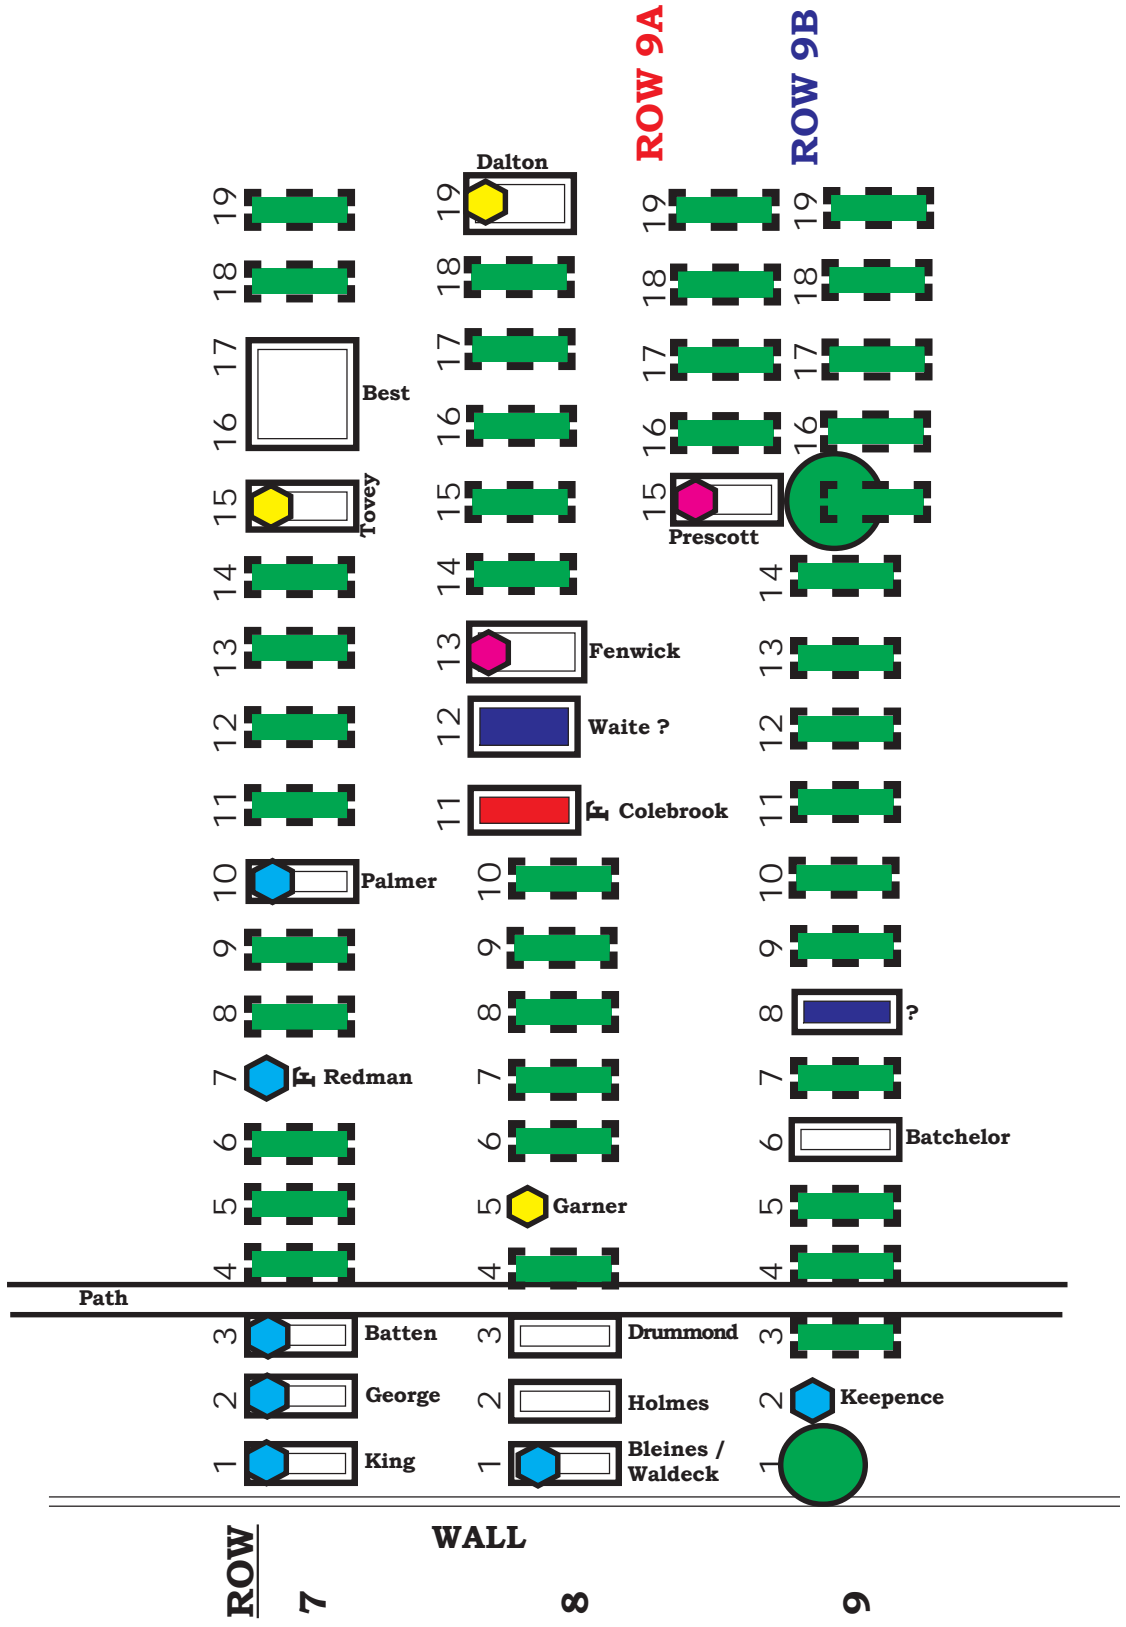 ROW 9A
ROW 9B
Dalton
19
19
19
19
18
18
18
18
17
17
17
17
Best
16
16
16
16
15
Tovey
15
15
Prescott
14
14
14
13
13
Fenwick
13
12
12
Waite ?
12
11
11
F Colebrook
11
10
Palmer
10
10
9
9
9
8
8
8
?
7
F Redman
7
7
6
6
6
Batchelor
5
5
Garner
5
4
4
4
Path
3
Batten
3
Drummond
3
2
George
2
Holmes
2
Keepence
1
King
1
Bleines /
Waldeck
1
WALL
ROW
7
8
9